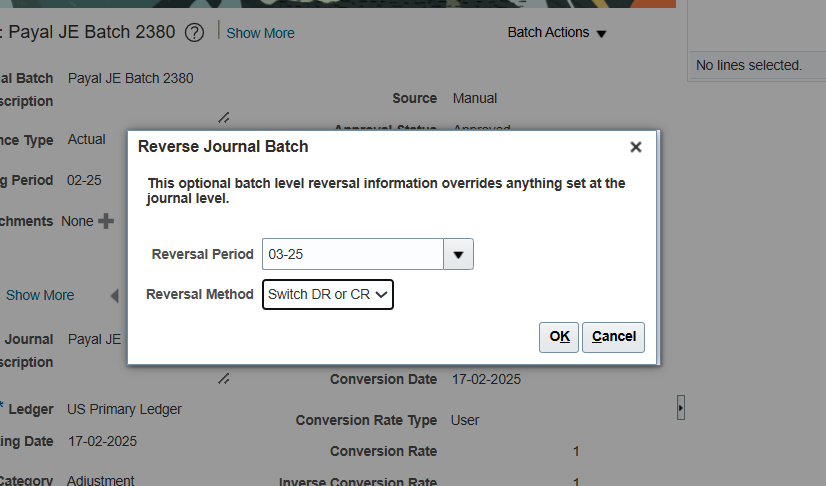 : Payal JE Batch 2380 ? Show More Batch Actions
No lines selected.
al Batch Payal JE Batch 2380
scription
Source Manual
nce Type Actual
Approval Status Approved
Reverse Journal Batch
This optional batch level reversal information overrides anything set at the
journal level.
g Period 02-25
chments None
Reversal Period 03-25
Reversal Method Switch DR or CR
Show More
OK Cancel
Journal Payal JE
scription
Conversion Date 17-02-2025
* Ledger US Primary Ledger
Conversion Rate Type User
ing Date 17-02-2025
Conversion Rate 1
Category Adjustment
Inverse Conversion Rate 1